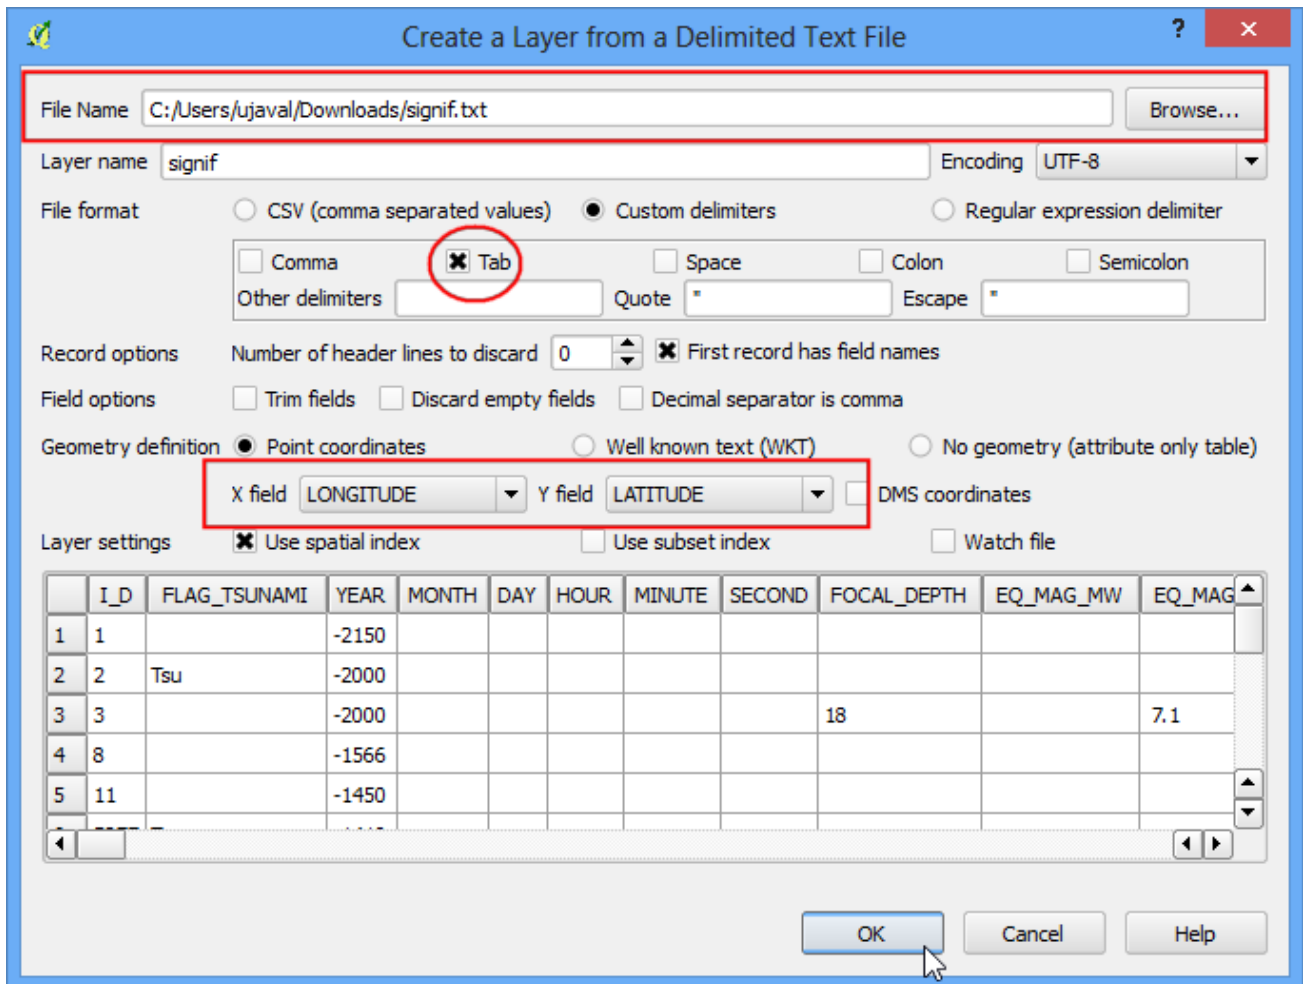 Create a Layer from a Delimited Text File ?
File Name C:/Users/ujaval/Downloads/signif.txt Browse...
Layer name signif Encoding UTF-8
File format CSV (comma separated values) Custom delimiters Regular expression delimiter
Comma Tab Space Colon Semicolon
Other delimiters Quote " Escape "
Record options Number of header lines to discard 0 First record has field names
Field options Trim fields Discard empty fields Decimal separator is comma
Geometry definition Point coordinates Well known text (WKT) No geometry (attribute only table)
X field LONGITUDE Y field LATITUDE DMS coordinates
Layer settings Use spatial index Use subset index Watch file
I_D FLAG_TSUNAMI YEAR MONTH DAY HOUR MINUTE SECOND FOCAL_DEPTH EQ_MAG_MW EQ_MAG
1 1 -2150
2 2 Tsu -2000
3 3 -2000 18 7.1
4 8 -1566
5 11 -1450
OK Cancel Help